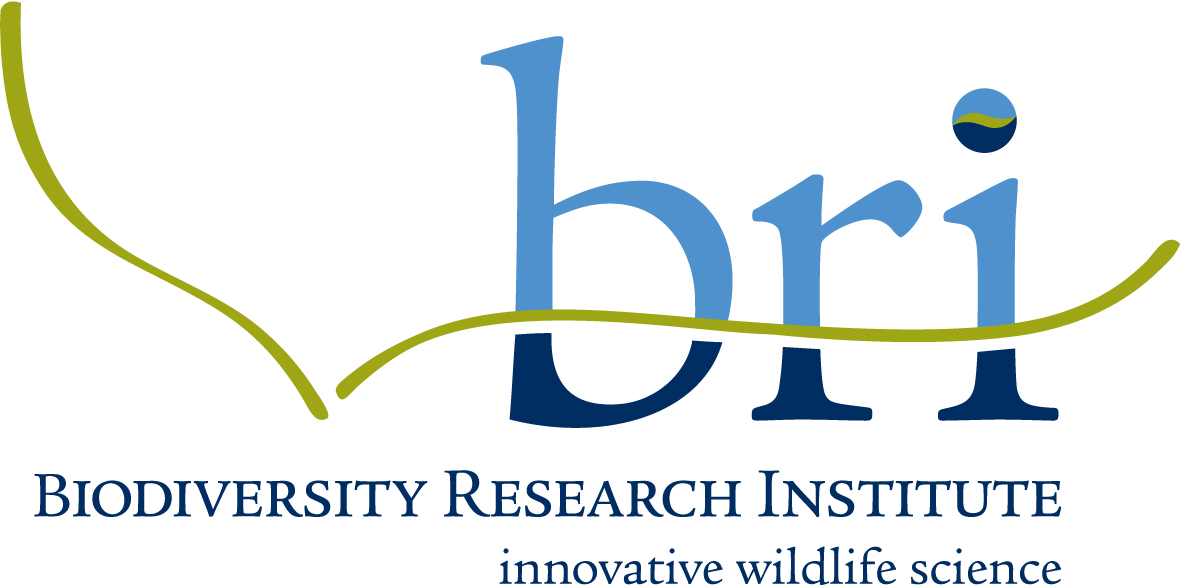 bri
BIODIVERSITY RESEARCH INSTITUTE
innovative wildlife science